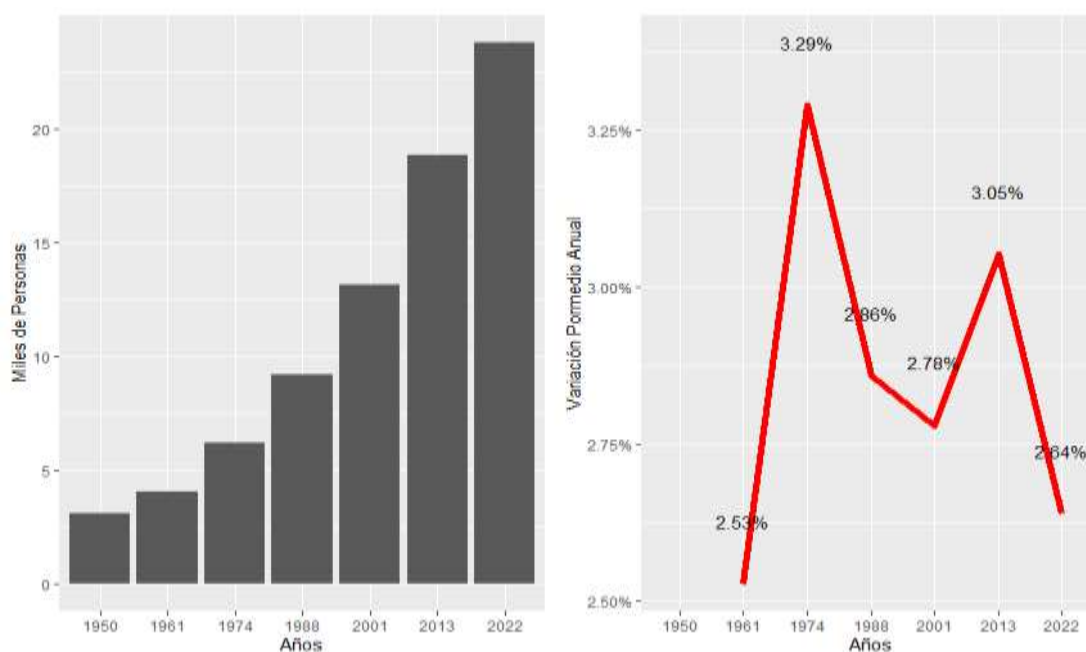 Miles de Personas
20
15
10
5
0
1950 1961 1974 1988 2001 2013 2022
Años
Variación Pormedio Anual
3.25%
3.00%
2.75%
2.50%
3.29%
3.05%
2.86%
2.78%
2.64%
2.53%
1950 1961 1974 1988 2001 2013 2022
Años